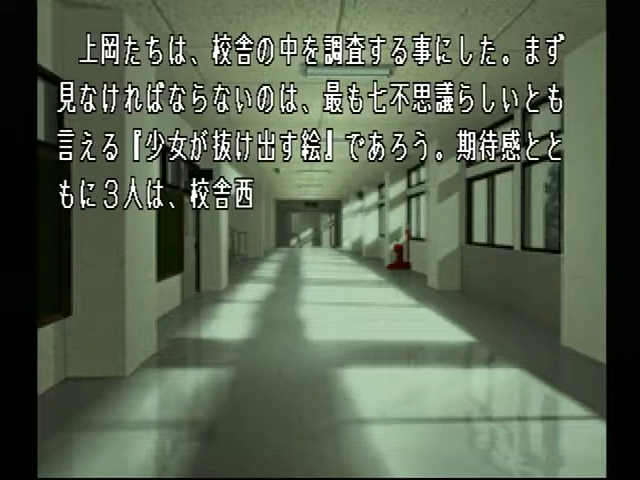 上岡たちは、校舎の中を調査する事にした。まず
見なければならないのは、最も七不思議らしいとも
言える『少女が抜け出す絵』であろう。期待感とと
もに３人は、校舎西